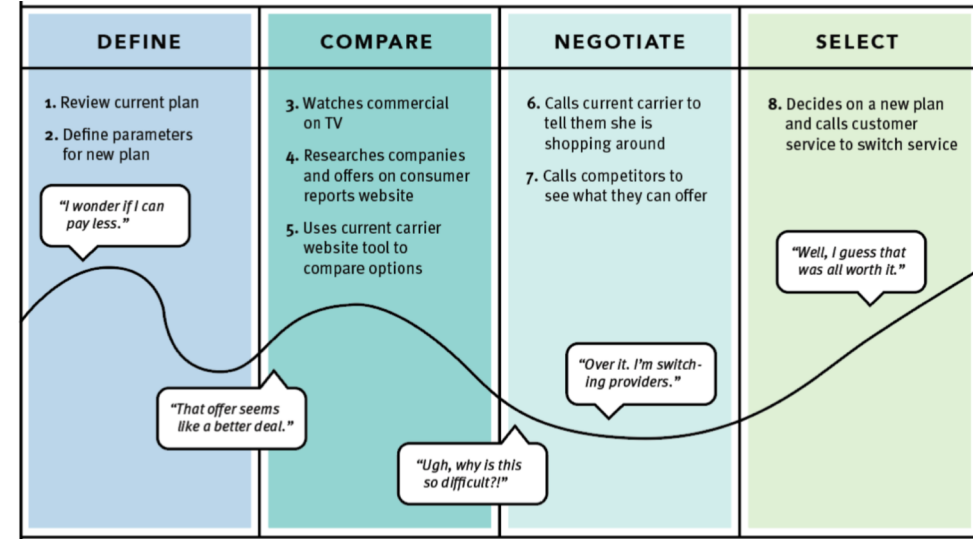 DEFINE
1. Review current plan
2. Define parameters
for new plan
“I wonder if I can
pay less.”
COMPARE
3. Watches commercial
on TV
4. Researches companies
and offers on consumer
reports website
5. Uses current carrier
website tool to
compare options
“That offer seems
like a better deal.”
NEGOTIATE
6. Calls current carrier to
tell them she is
shopping around
7. Calls competitors to
see what they can offer
“Over it. I’m switch-
ing providers.”
“Ugh, why is this
so difficult?!”
SELECT
8. Decides on a new plan
and calls customer
service to switch service
“Well, I guess that
was all worth it.”